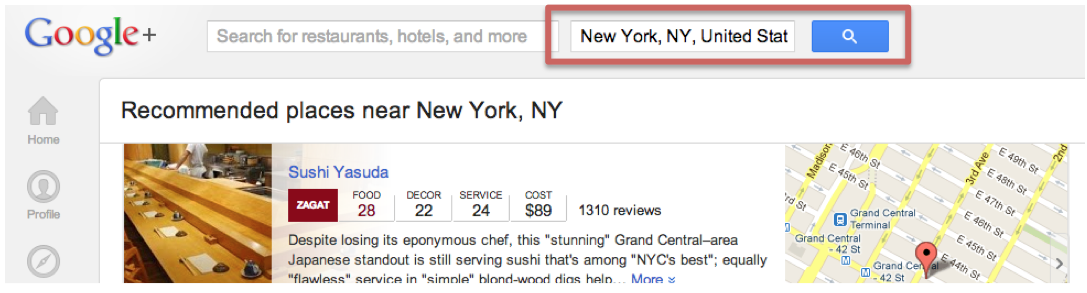 Google+
Search for restaurants, hotels, and more
New York, NY, United Stat
Recommended places near New York, NY
Home
Profile
Sushi Yasuda
ZAGAT
FOOD DECOR SERVICE COST
28 22 24 $89
1310 reviews
Despite losing its eponymous chef, this "stunning" Grand Central–area
Japanese standout is still serving sushi that's among "NYC's best"; equally
"flawless" service in "simple" blond-wood digs help... More
Madison
E 46th St
E 45th St
3rd Ave
E 49th St
E 48th St
E 47th St
2nd
rd St
Grand Central
Terminal
Grand Central
- 42 St
E 46th St
E 45th St
E 44th St
Grand Central
- 42 St